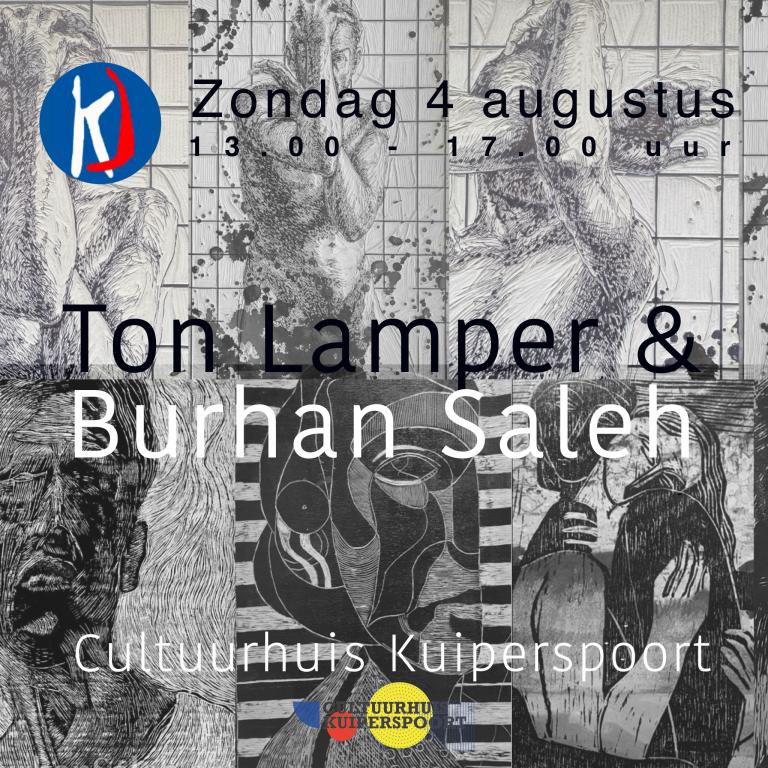 Zondag 4 augustus
13.00 - 17.00 uur
Ton Lamper &
Burhan Saleh
Cultuurhuis Kuiperspoort
CULTUURHUIS
KUIPERSPOORT